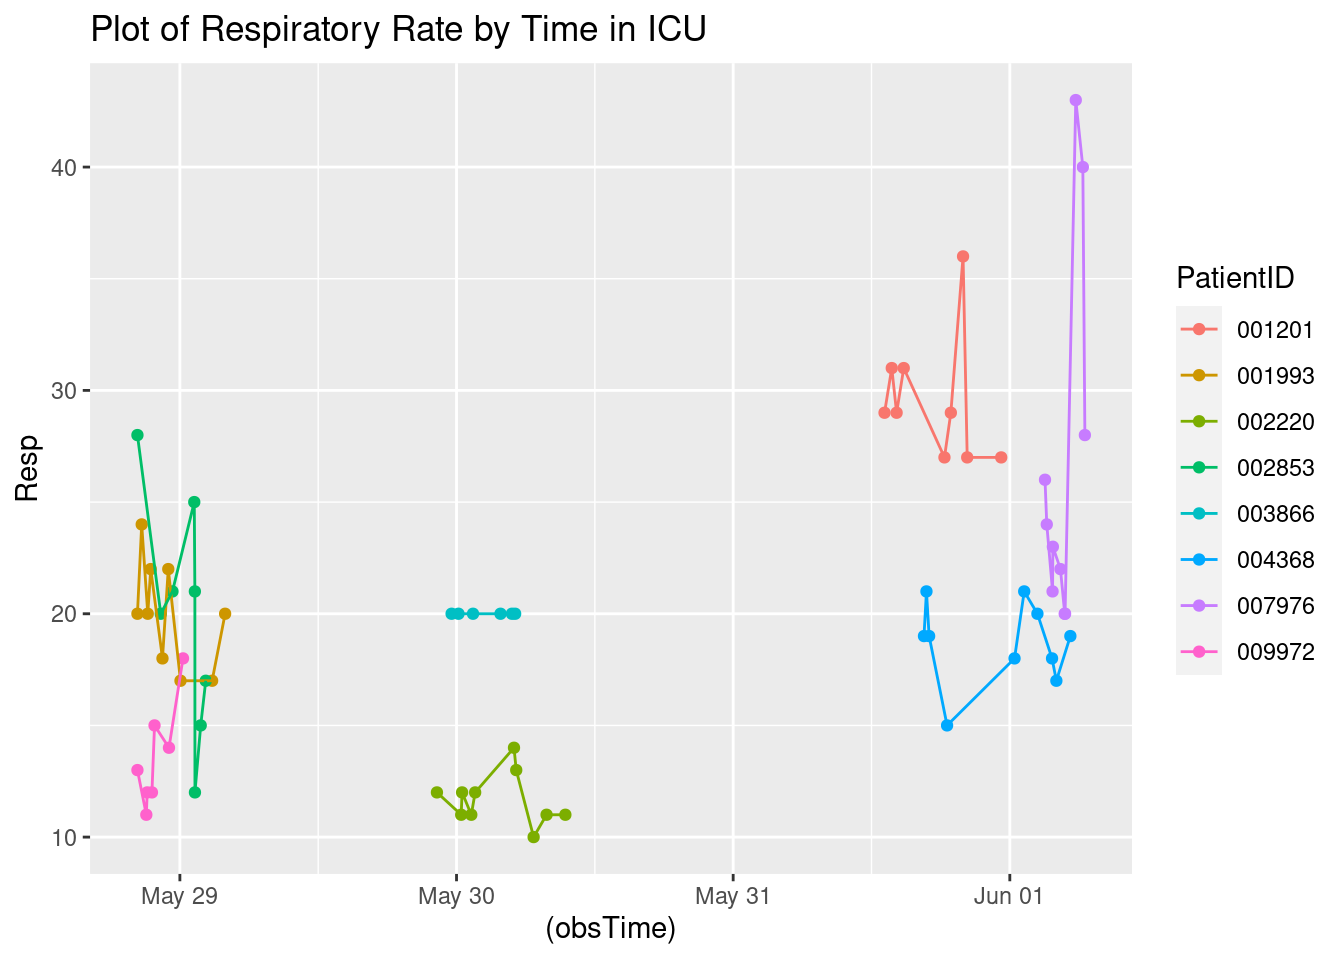 Plot of Respiratory Rate by Time in ICU
Resp
40
30
20
10
May 29
May 30
May 31
Jun 01
(obsTime)
PatientID
001201
001993
002220
002853
003866
004368
007976
009972